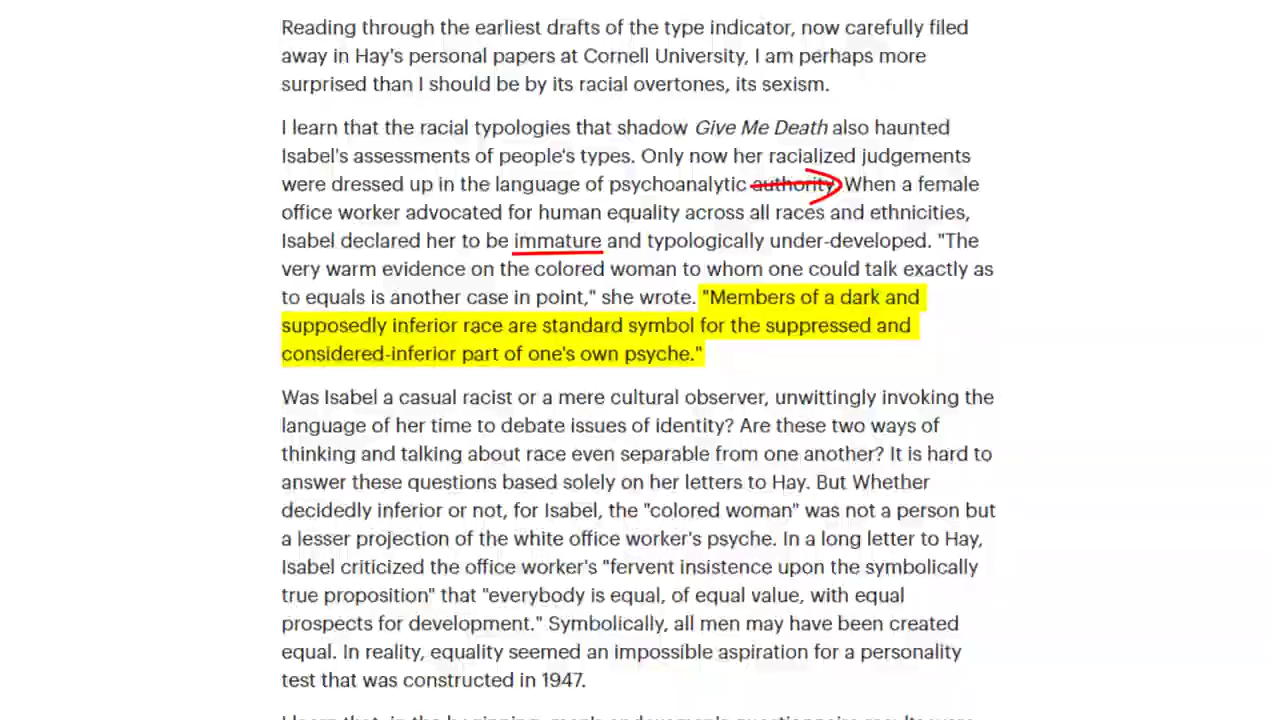 Reading through the earliest drafts of the type indicator, now carefully filed
away in Hay's personal papers at Cornell University, I am perhaps more
surprised than I should be by its racial overtones, its sexism.
I learn that the racial typologies that shadow Give Me Death also haunted
Isabel's assessments of people's types. Only now her racialized judgements
were dressed up in the language of psychoanalytic authority. When a female
office worker advocated for human equality across all races and ethnicities,
Isabel declared her to be immature and typologically under-developed. "The
very warm evidence on the colored woman to whom one could talk exactly as
to equals is another case in point," she wrote. "Members of a dark and
supposedly inferior race are standard symbol for the suppressed and
considered-inferior part of one's own psyche."
Was Isabel a casual racist or a mere cultural observer, unwittingly invoking the
language of her time to debate issues of identity? Are these two ways of
thinking and talking about race even separable from one another? It is hard to
answer these questions based solely on her letters to Hay. But Whether
decidedly inferior or not, for Isabel, the "colored woman" was not a person but
a lesser projection of the white office worker's psyche. In a long letter to Hay,
Isabel criticized the office worker's "fervent insistence upon the symbolically
true proposition" that "everybody is equal, of equal value, with equal
prospects for development." Symbolically, all men may have been created
equal. In reality, equality seemed an impossible aspiration for a personality
test that was constructed in 1947.